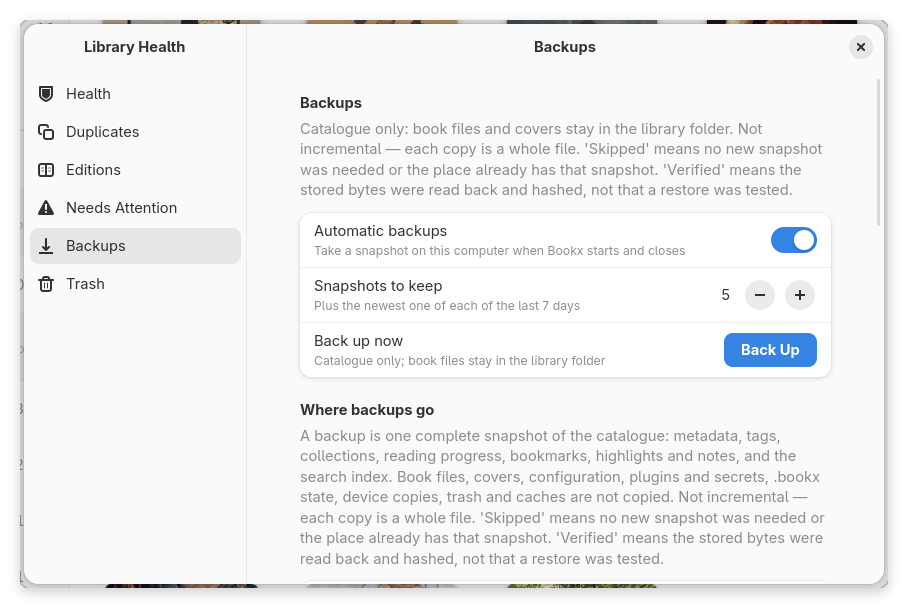 Library Health
Backups
Health
Duplicates
Editions
Needs Attention
Backups
Trash
Backups
Catalogue only: book files and covers stay in the library folder. Not
incremental — each copy is a whole file. 'Skipped' means no new snapshot
was needed or the place already has that snapshot. 'Verified' means the
stored bytes were read back and hashed, not that a restore was tested.
Automatic backups
Take a snapshot on this computer when Bookx starts and closes
Snapshots to keep
5
Plus the newest one of each of the last 7 days
Back up now
Catalogue only; book files stay in the library folder
Back Up
Where backups go
A backup is one complete snapshot of the catalogue: metadata, tags,
collections, reading progress, bookmarks, highlights and notes, and the
search index. Book files, covers, configuration, plugins and secrets, .bookx
state, device copies, trash and caches are not copied. Not incremental —
each copy is a whole file. 'Skipped' means no new snapshot was needed or
the place already has that snapshot. 'Verified' means the stored bytes were
read back and hashed, not that a restore was tested.